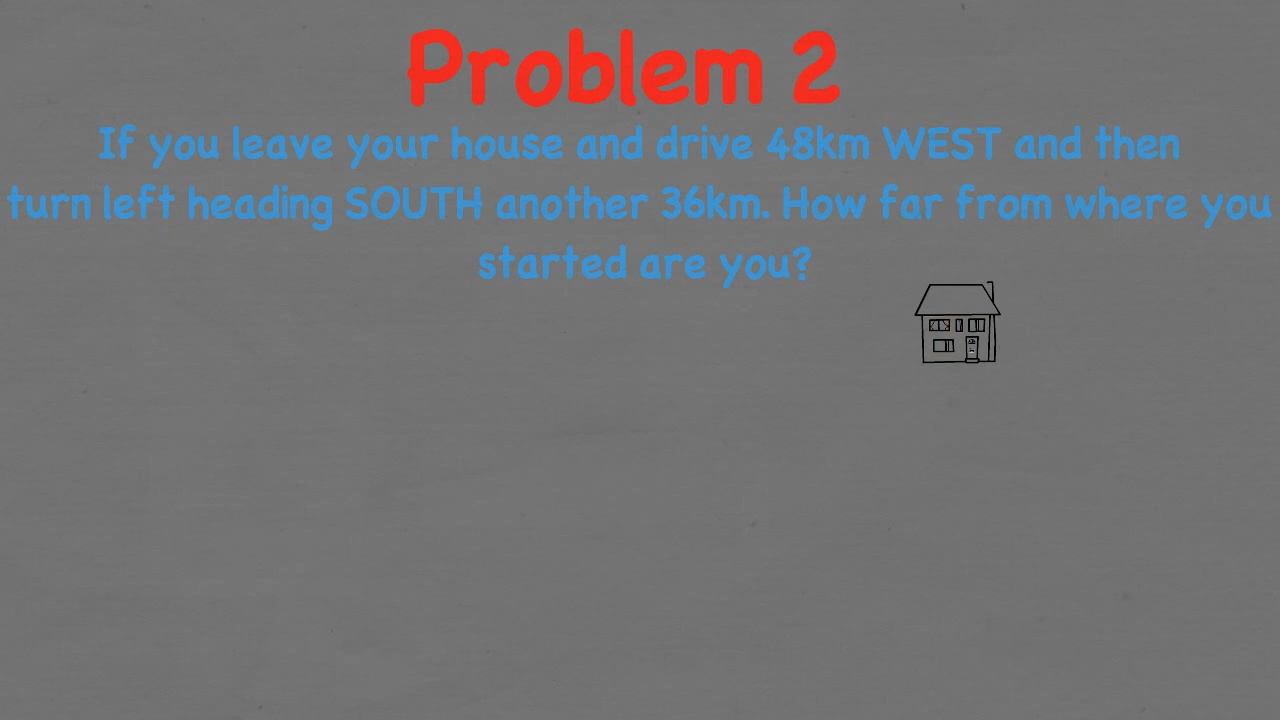 Problem 2
If you leave your house and drive 48km WEST and then
turn left heading SOUTH another 36km. How far from where you
started are you?